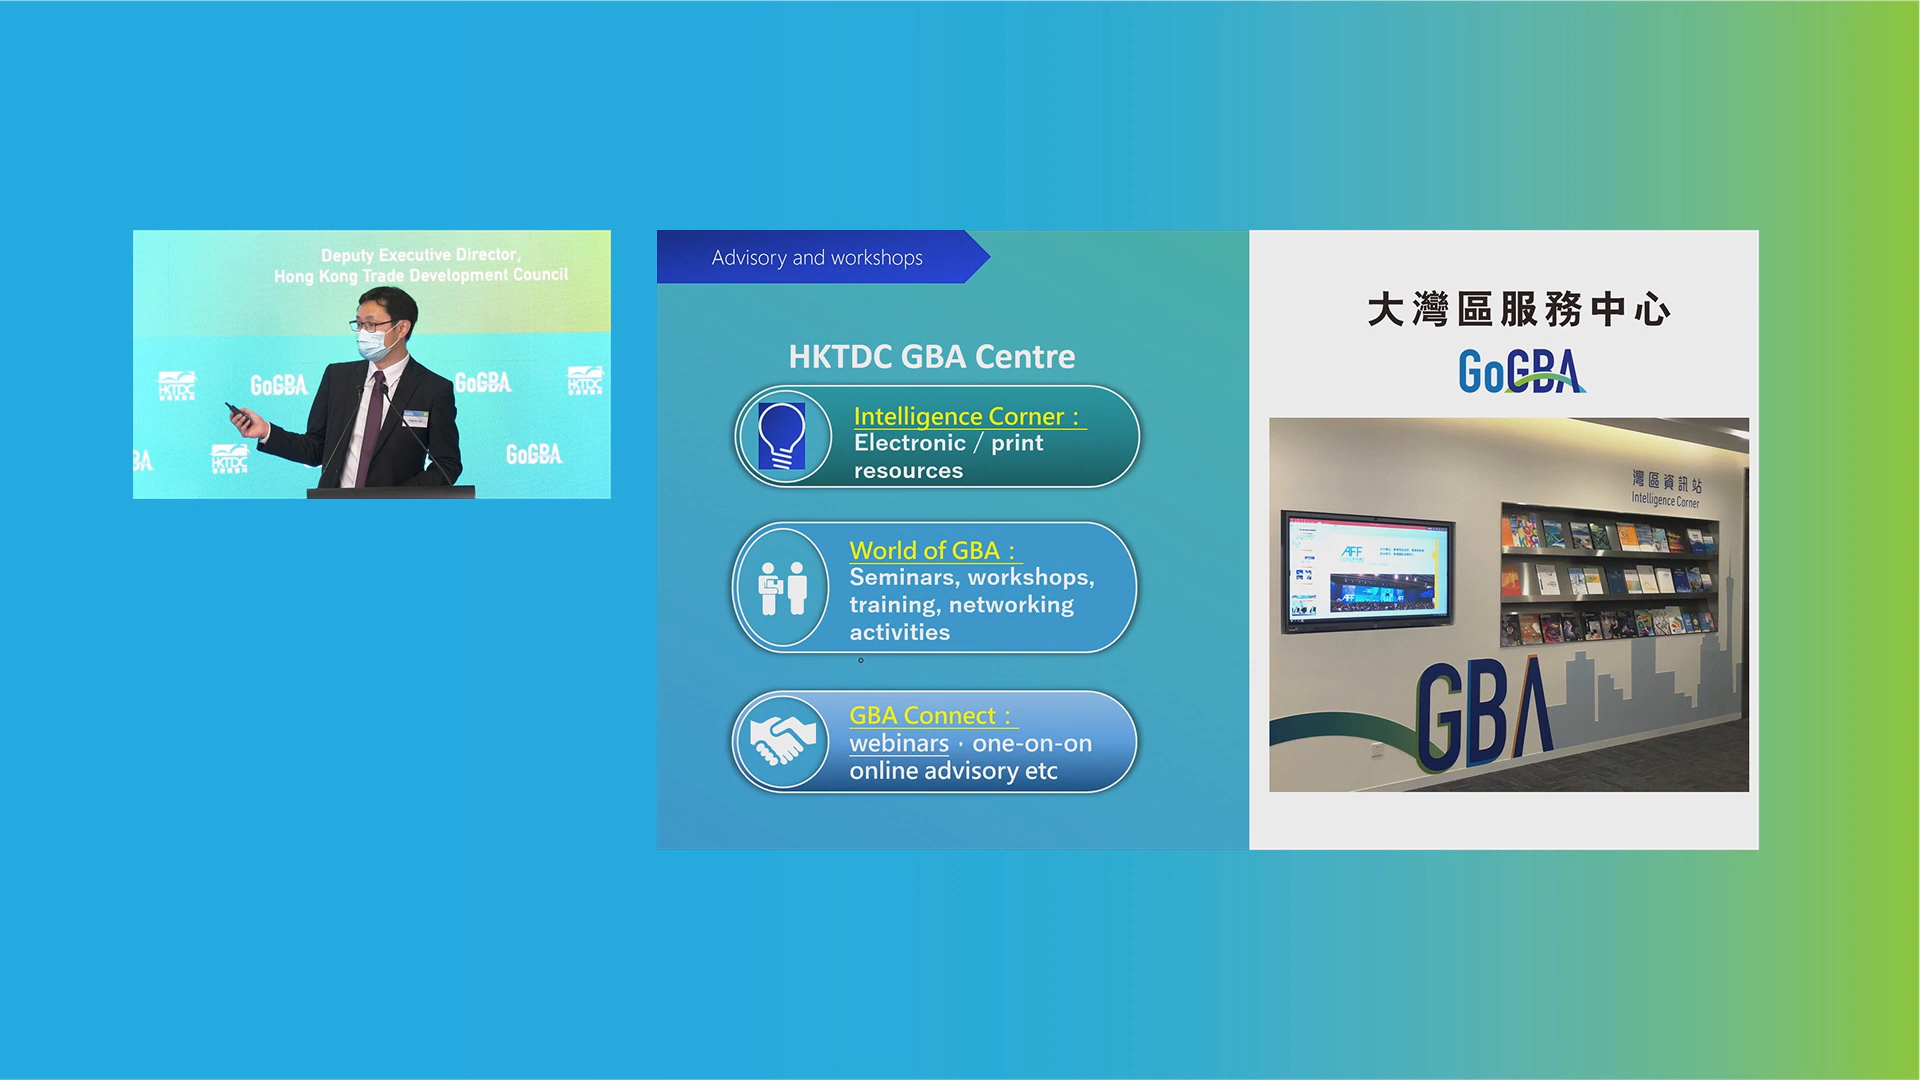 Deputy Executive Director,
Hong Kong Trade Development Council
HKTDC
GoGBA
GoGBA
HKTDC
BA
HKTDC
GoGBA
Advisory and workshops
HKTDC GBA Centre
Intelligence Corner：
Electronic / print
resources
World of GBA：
Seminars, workshops,
training, networking
activities
GBA Connect：
webinars，one-on-on
online advisory etc
大灣區服務中心
GoGBA
灣區資訊站
Intelligence Corner
AFF
GBA